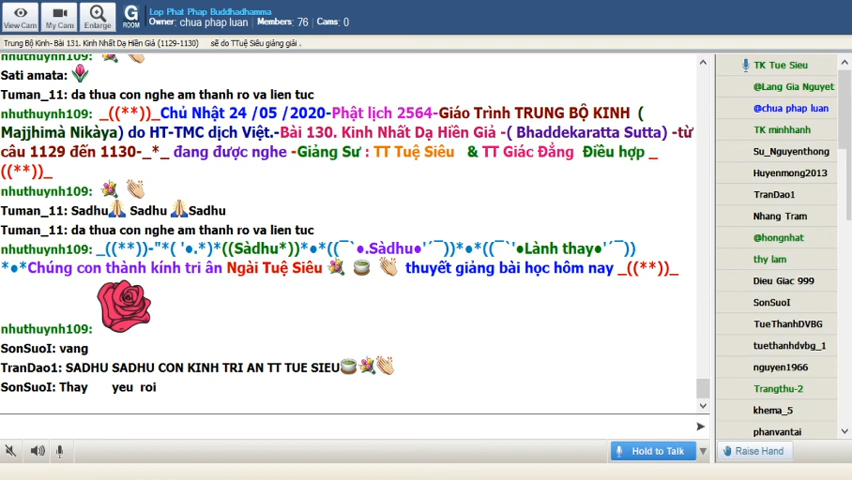 View Cam
My Cam
Enlarge
G
ROOM
Lop Phat Phap Buddhadhamma
Owner: chua phap luan Members: 76 Cams: 0
Trung Bộ Kinh- Bài 131. Kinh Nhất Dạ Hiền Giả (1129-1130) sẽ do TTuệ Siêu giảng giải .
nhuthuynh109:
Sati amata:
Tuman_11: da thua con nghe am thanh ro va lien tuc
nhuthuynh109: _((**))_Chủ Nhật 24 /05 /2020-Phật lịch 2564-Giáo Trình TRUNG BỘ KINH (
Majjhimà Nikàya) do HT-TMC dịch Việt.-Bài 130. Kinh Nhất Dạ Hiền Giả -( Bhaddekaratta Sutta) -từ
câu 1129 đến 1130-_*_ đang được nghe -Giảng Sư : TT Tuệ Siêu & TT Giác Đẳng Điều hợp _
((**))_
nhuthuynh109:
Tuman_11: Sadhu Sadhu Sadhu
Tuman_11: da thua con nghe am thanh ro va lien tuc
nhuthuynh109: _((**))-"*( '●.*)*((Sàdhu*))*●*((¯`●.Sàdhu●'´¯))*●*((¯`'●Lành thay●'´¯))
*●*Chúng con thành kính tri ân Ngài Tuệ Siêu thuyết giảng bài học hôm nay _((**))_
nhuthuynh109:
SonSuoI: vang
TranDao1: SADHU SADHU CON KINH TRI AN TT TUE SIEU
SonSuoI: Thay yeu roi
Hold to Talk
Raise Hand
TK Tue Sieu
@Lang Gia Nguyet
@chua phap luan
TK minhhanh
Su_Nguyenthong
Huyenmong2013
TranDao1
Nhang Tram
@hongnhat
thy lam
Dieu Giac 999
SonSuoI
TueThanhDVBG
tuethanhdvbg_1
nguyen1966
Trangthu-2
khema_5
phanvantai